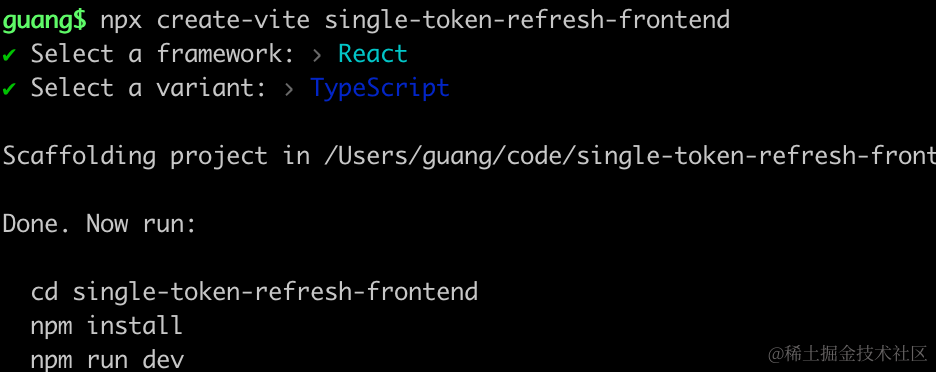 guang$ npx create-vite single-token-refresh-frontend
✔ Select a framework: › React
✔ Select a variant: › TypeScript
Scaffolding project in /Users/guang/code/single-token-refresh-front
Done. Now run:
cd single-token-refresh-frontend
npm install
npm run dev
@稀土掘金技术社区